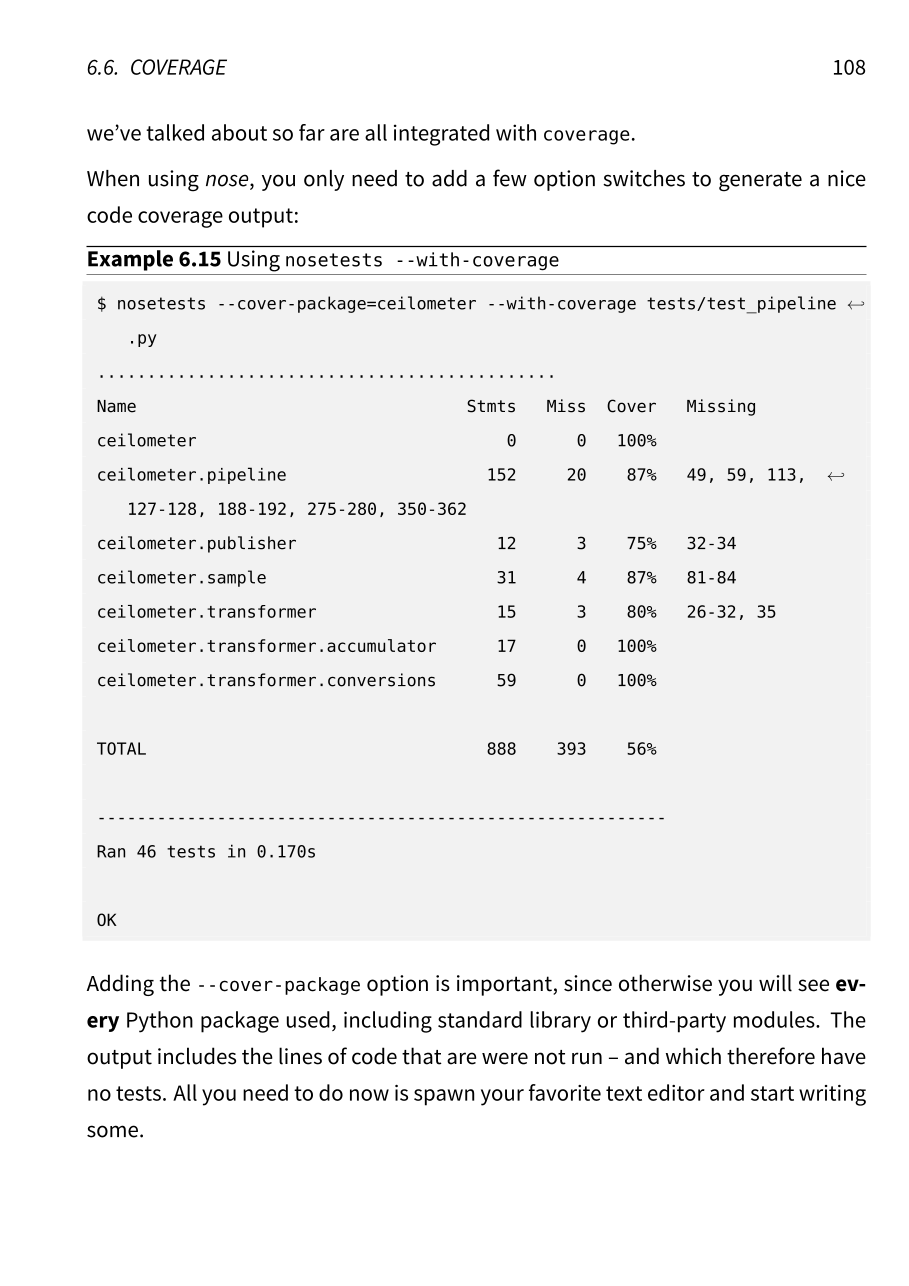 6.6. COVERAGE 108
we’ve talked about so far are all integrated with coverage.
When using nose, you only need to add a few option switches to generate a nice
code coverage output:
Example 6.15 Using nosetests --with-coverage
$ nosetests --cover-package=ceilometer --with-coverage tests/test_pipeline ↩
.py
..............................................
Name Stmts Miss Cover Missing
ceilometer 0 0 100%
ceilometer.pipeline 152 20 87% 49, 59, 113, ↩
127-128, 188-192, 275-280, 350-362
ceilometer.publisher 12 3 75% 32-34
ceilometer.sample 31 4 87% 81-84
ceilometer.transformer 15 3 80% 26-32, 35
ceilometer.transformer.accumulator 17 0 100%
ceilometer.transformer.conversions 59 0 100%
TOTAL 888 393 56%
---------------------------------------------------------
Ran 46 tests in 0.170s
OK
Adding the --cover-package option is important, since otherwise you will see ev-
ery Python package used, including standard library or third-party modules. The
output includes the lines of code that are were not run – and which therefore have
no tests. All you need to do now is spawn your favorite text editor and start writing
some.